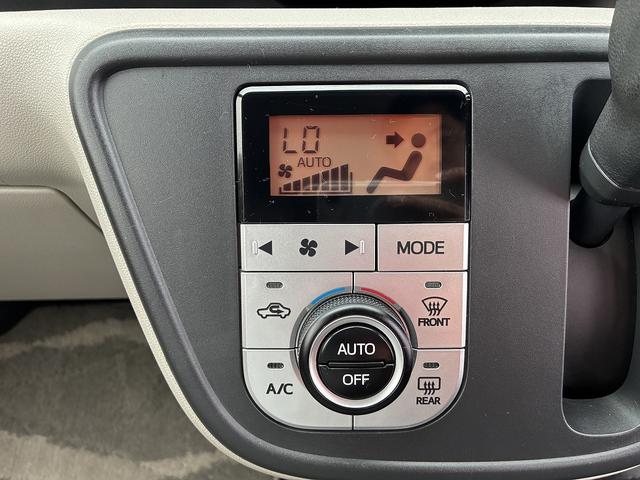 LO
AUTO
MODE
FRONT
AUTO
OFF
A/C
REAR